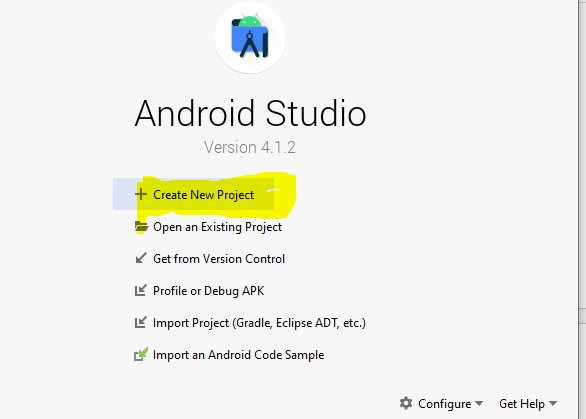 Android Studio
Version 4.1.2
Create New Project
Open an Existing Project
Get from Version Control
Profile or Debug APK
Import Project (Gradle, Eclipse ADT, etc.)
Import an Android Code Sample
Configure Get Help